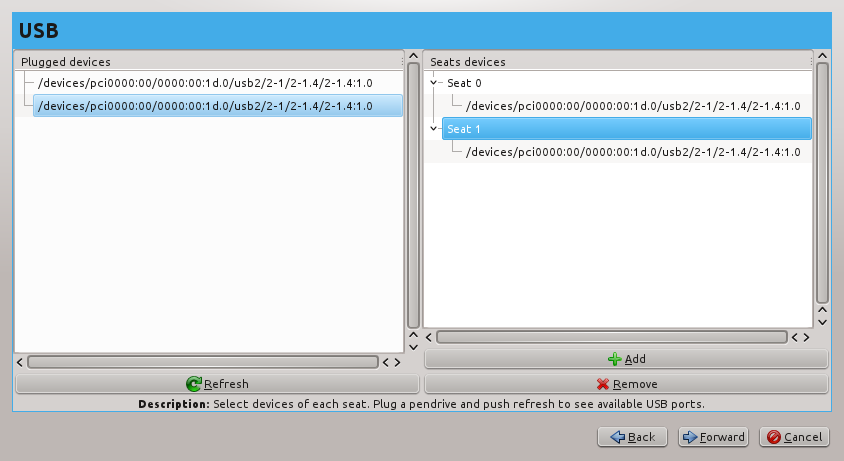 USB
Plugged devices
/devices/pci0000:00/0000:00:1d.0/usb2/2-1/2-1.4/2-1.4:1.0
/devices/pci0000:00/0000:00:1d.0/usb2/2-1/2-1.4/2-1.4:1.0
Refresh
Seats devices
Seat 0
/devices/pci0000:00/0000:00:1d.0/usb2/2-1/2-1.4/2-1.4:1.0
Seat 1
/devices/pci0000:00/0000:00:1d.0/usb2/2-1/2-1.4/2-1.4:1.0
Add
Remove
Description: Select devices of each seat. Plug a pendrive and push refresh to see available USB ports.
Back Forward Cancel